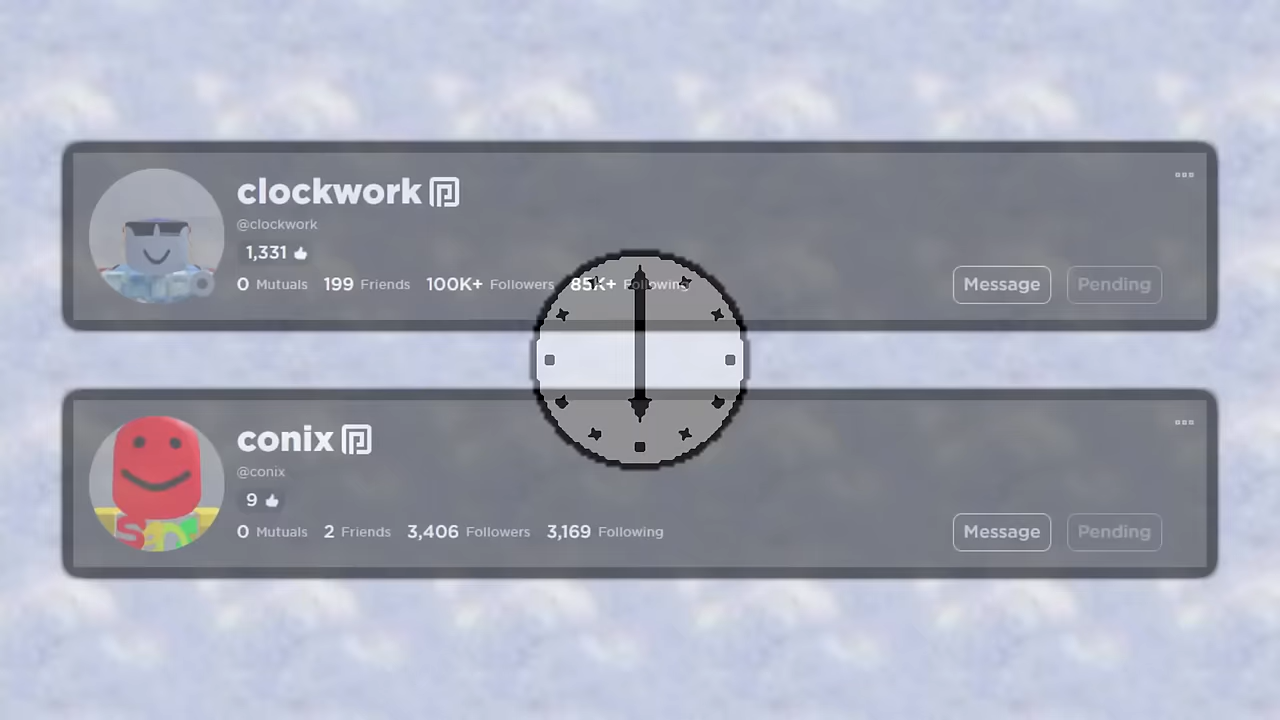 clockwork
@clockwork
1,331
0 Mutuals 199 Friends 100K+ Followers 85K+ Following
Message Pending
conix
@conix
9
0 Mutuals 2 Friends 3,406 Followers 3,169 Following
Message Pending